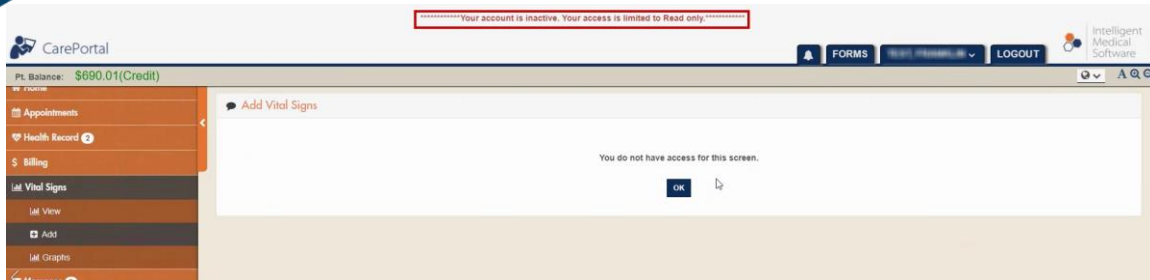 ************Your account is inactive. Your access is limited to Read only.************
CarePortal
FORMS
LOGOUT
Intelligent
Medical
Software
Pt. Balance: $690.01(Credit)
A
Home
Appointments
Health Record 2
$ Billing
Vital Signs
View
Add
Graphs
Add Vital Signs
You do not have access for this screen.
OK